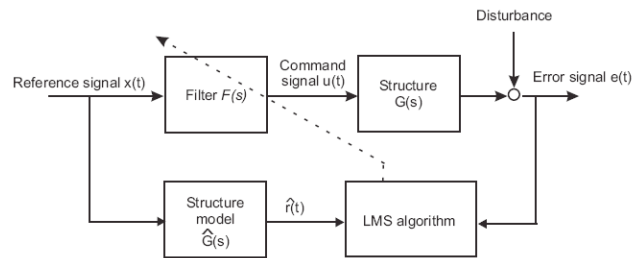 Disturbance
Reference signal x(t)
Filter F(s)
Command
signal u(t)
Structure
G(s)
Error signal e(t)
Structure
model
Ĝ(s)
r̂(t)
LMS algorithm